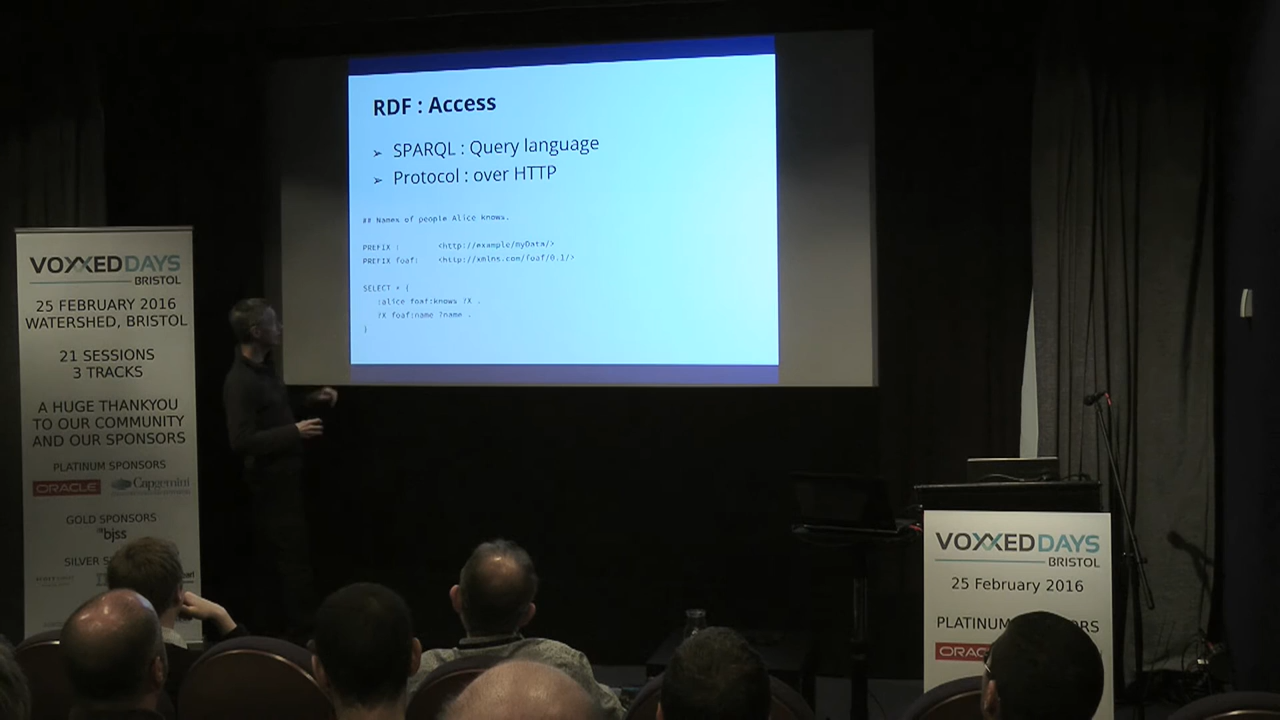 RDF : Access
➢ SPARQL : Query language
➢ Protocol : over HTTP
## Names of people Alice knows.
PREFIX : <http://example/myData/>
PREFIX foaf: <http://xmlns.com/foaf/0.1/>
SELECT * {
:alice foaf:knows ?X .
?X foaf:name ?name .
}
VOXXED DAYS
BRISTOL
25 FEBRUARY 2016
WATERSHED, BRISTOL
21 SESSIONS
3 TRACKS
A HUGE THANKYOU
TO OUR COMMUNITY
AND OUR SPONSORS
PLATINUM SPONSORS
ORACLE Capgemini
GOLD SPONSORS
bjss
SILVER
VOXXED DAYS
BRISTOL
25 February 2016
PLATINUM